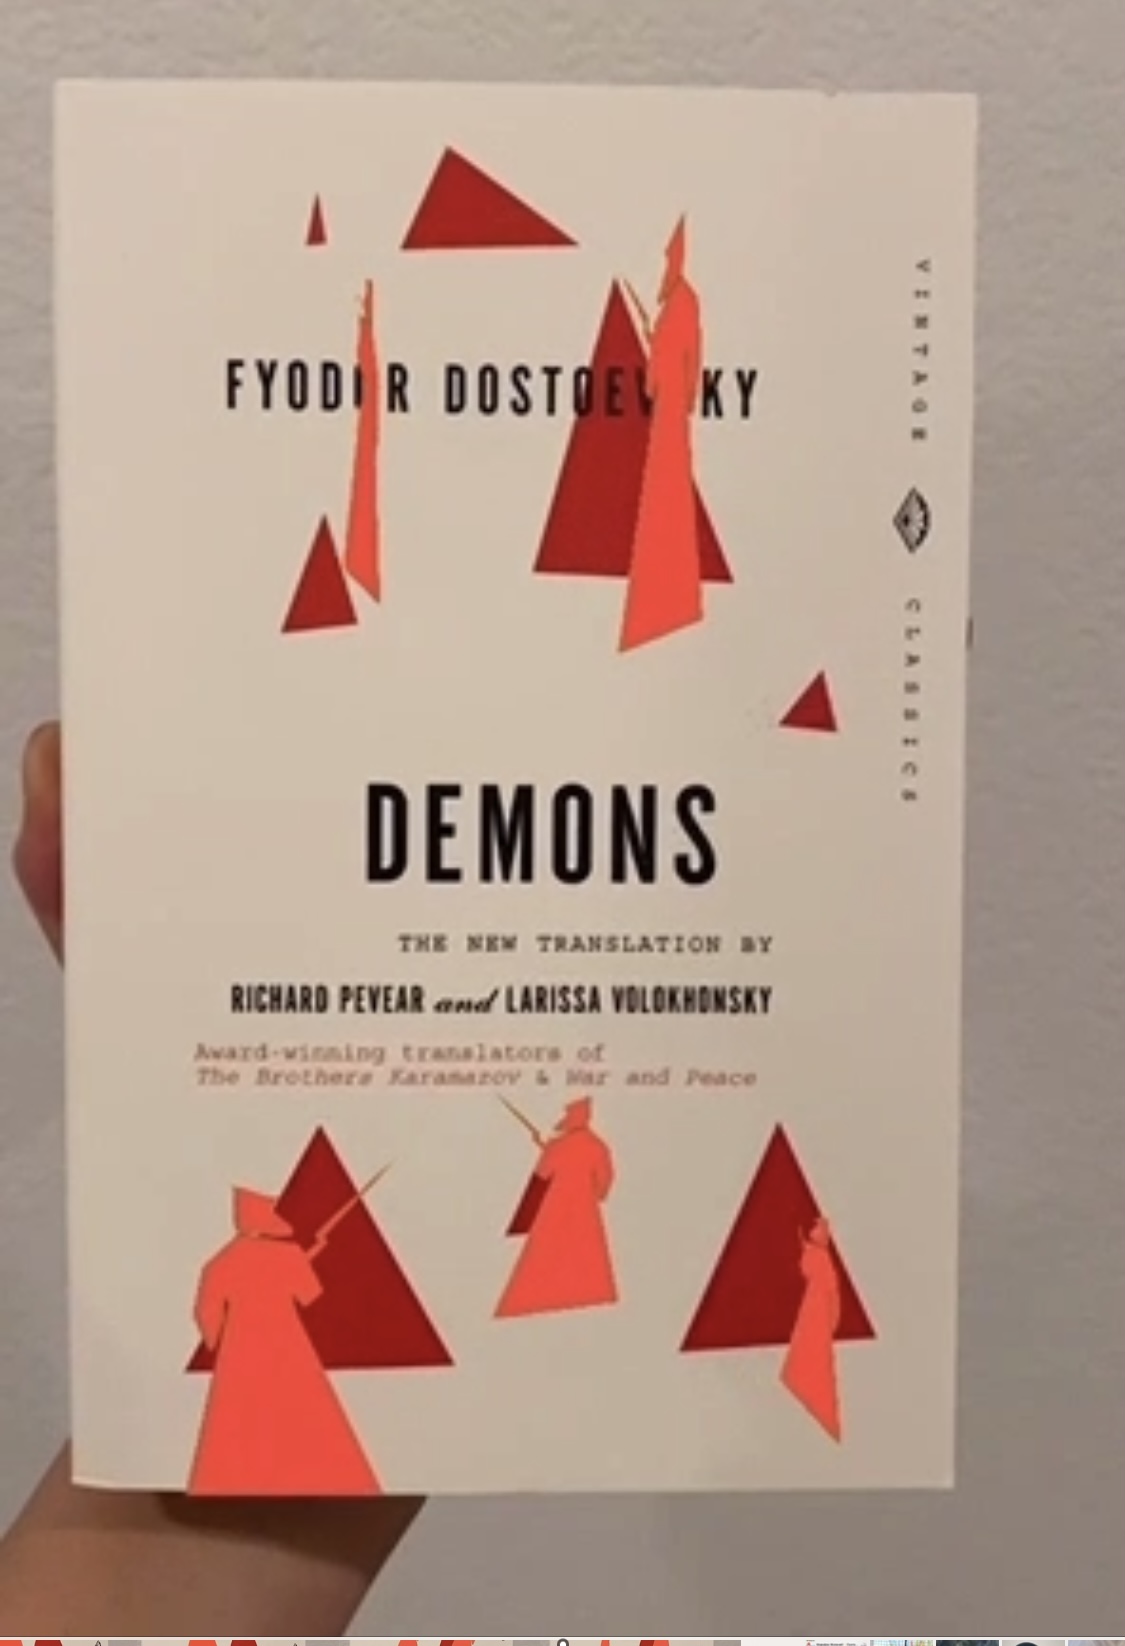 FYODOR DOSTOEVSKY
VINTAGE CLASSICS
DEMONS
THE NEW TRANSLATION BY
RICHARD PEVEAR and LARISSA VOLOKHONSKY
Award-winning translators of
The Brothers Karamazov & War and Peace